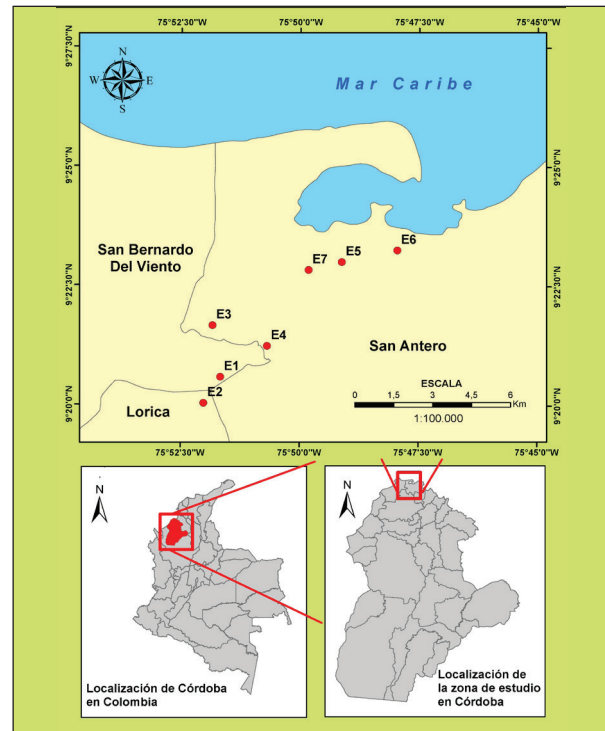 75°52'30"W 75°50'0"W 75°47'30"W 75°45'0"W
9°27'30"N
N
W E
S
Mar Caribe
9°25'0"N 9°25'0"N
San Bernardo
Del Viento
E6
E7 E5
9°22'30"N 9°22'30"N
E3
E4
San Antero
E1
E2
Lorica
ESCALA
0 1,5 3 4,5 6
Km
1:100.000
9°20'0"N 9°20'0"N
75°52'30"W 75°50'0"W 75°47'30"W 75°45'0"W
N
Localización de Córdoba
en Colombia
N
Localización de
la zona de estudio
en Córdoba